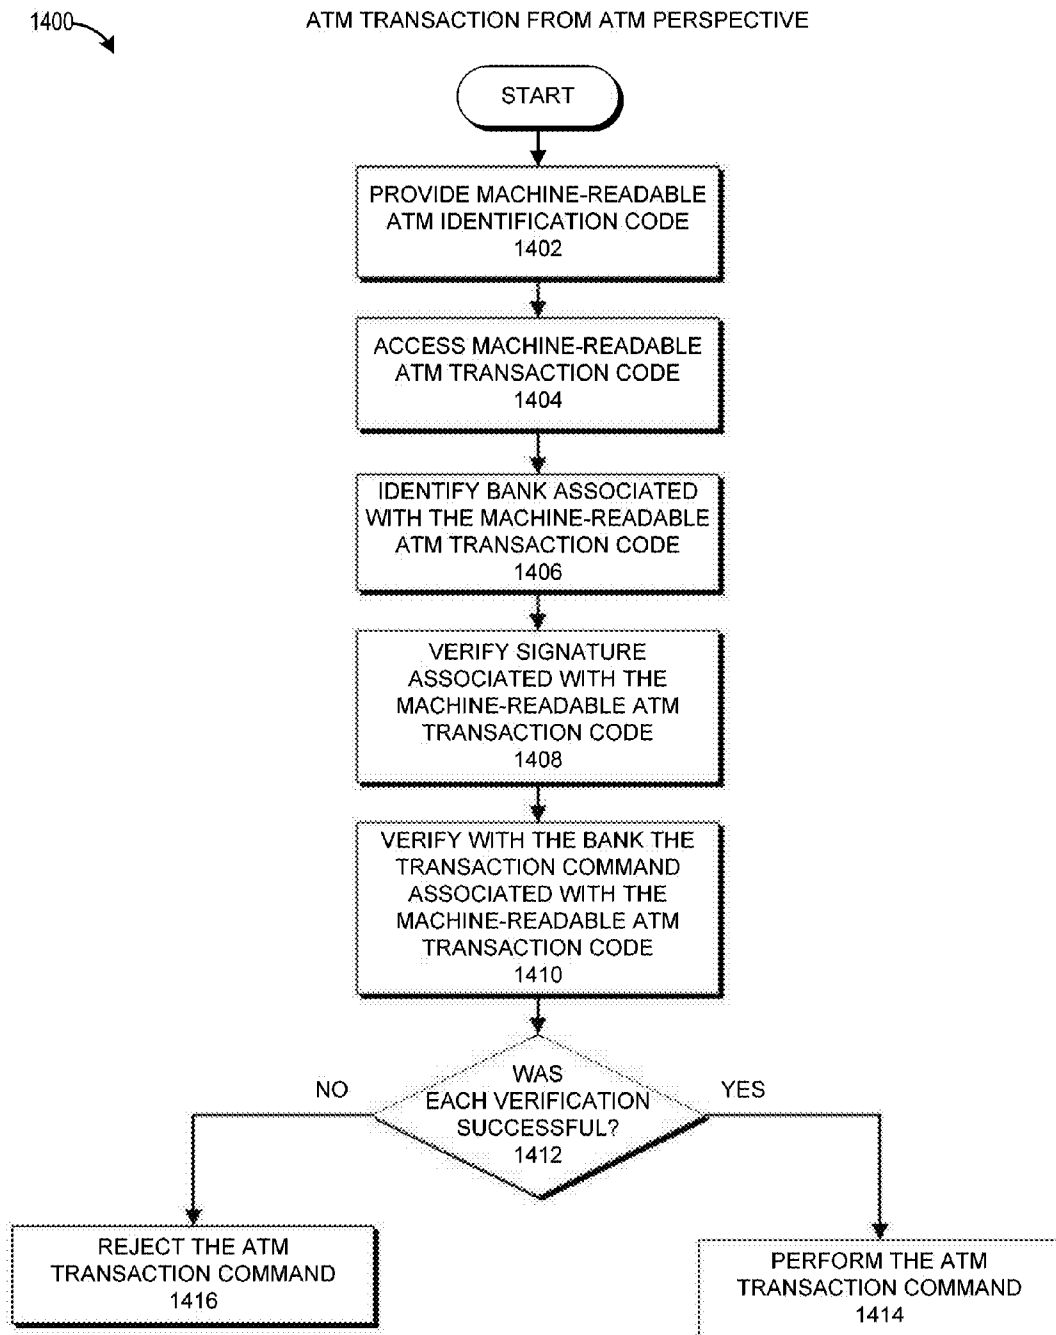 1400
ATM TRANSACTION FROM ATM PERSPECTIVE
START
PROVIDE MACHINE-READABLE
ATM IDENTIFICATION CODE
1402
ACCESS MACHINE-READABLE
ATM TRANSACTION CODE
1404
IDENTIFY BANK ASSOCIATED
WITH THE MACHINE-READABLE
ATM TRANSACTION CODE
1406
VERIFY SIGNATURE
ASSOCIATED WITH THE
MACHINE-READABLE ATM
TRANSACTION CODE
1408
VERIFY WITH THE BANK THE
TRANSACTION COMMAND
ASSOCIATED WITH THE
MACHINE-READABLE ATM
TRANSACTION CODE
1410
WAS
EACH VERIFICATION
SUCCESSFUL?
1412
NO
YES
REJECT THE ATM
TRANSACTION COMMAND
1416
PERFORM THE ATM
TRANSACTION COMMAND
1414